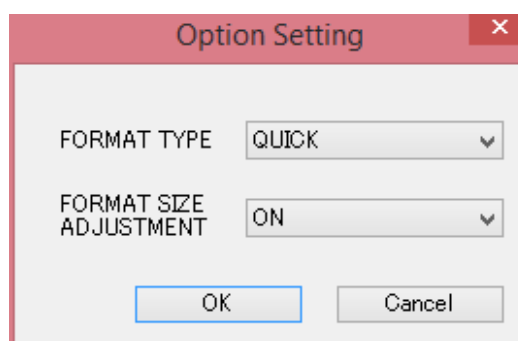 Option Setting
FORMAT TYPE QUICK
FORMAT SIZE
ADJUSTMENT ON
OK Cancel